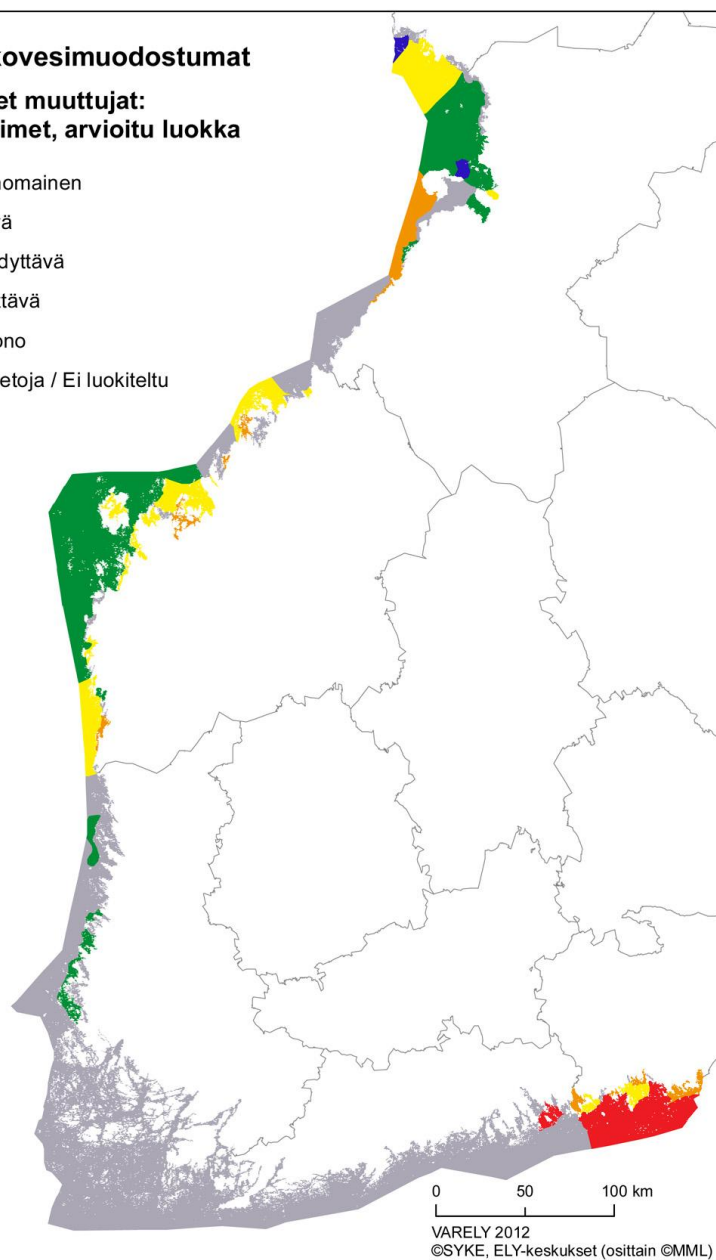 kovesimuodostumat
et muuttujat:
imet, arvioitu luokka
nomainen
ä
dyttävä
ttävä
ono
etoja / Ei luokiteltu
0 50 100 km
VARELY 2012
©SYKE, ELY-keskukset (osittain ©MML)